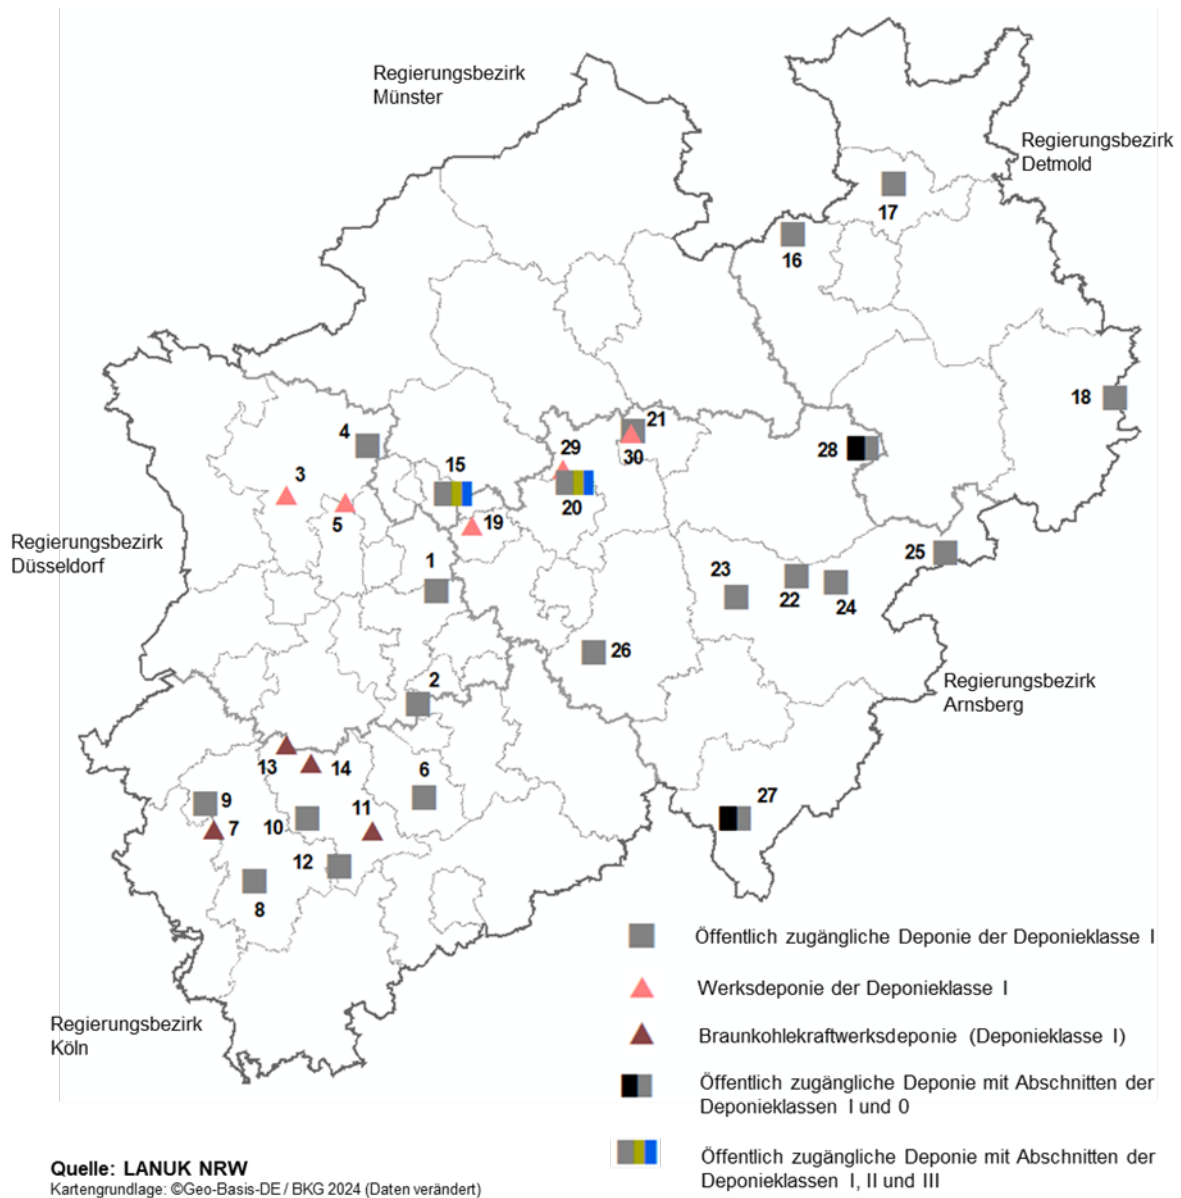 Regierungsbezirk
Münster
Regierungsbezirk
Detmold
17
16
18
4
21
29
28
15
30
3
20
19
5
Regierungsbezirk
Düsseldorf
1
25
23
22
24
26
2
Regierungsbezirk
Arnsberg
13
14
6
27
9
11
10
7
12
8
Öffentlich zugängliche Deponie der Deponieklasse I
Werksdeponie der Deponieklasse I
Regierungsbezirk
Köln
Braunkohlekraftwerksdeponie (Deponieklasse I)
Öffentlich zugängliche Deponie mit Abschnitten der
Deponieklassen I und 0
Öffentlich zugängliche Deponie mit Abschnitten der
Deponieklassen I, II und III
Quelle: LANUK NRW
Kartengrundlage: ©Geo-Basis-DE / BKG 2024 (Daten verändert)